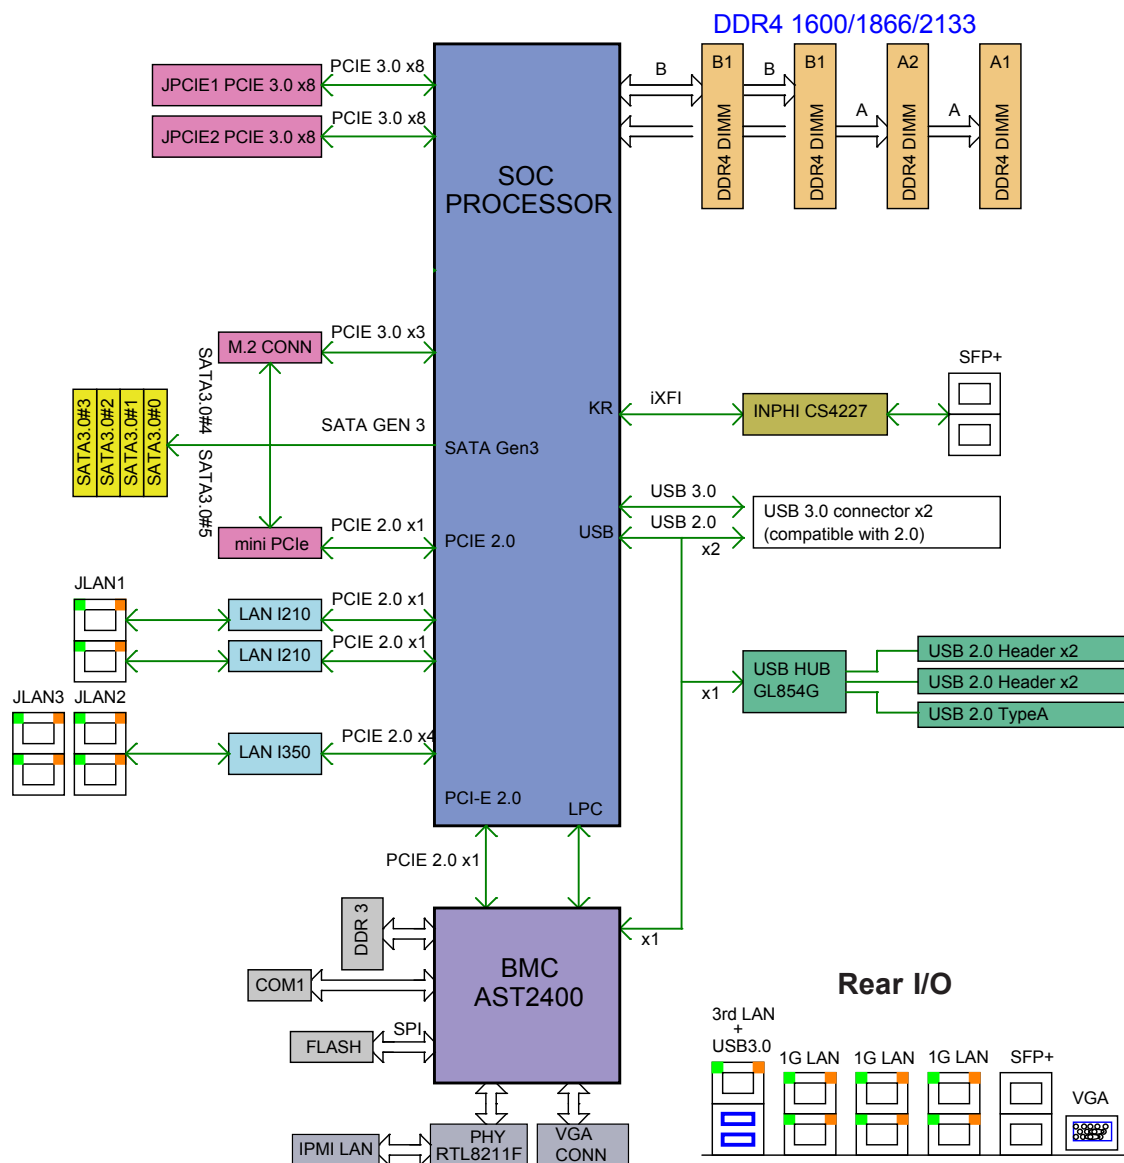 DDR4 1600/1866/2133
JPCIE1 PCIE 3.0 x8
PCIE 3.0 x8
JPCIE2 PCIE 3.0 x8
PCIE 3.0 x8
SOC
PROCESSOR
B
B
A
A
B1
DDR4 DIMM
B1
DDR4 DIMM
A2
DDR4 DIMM
A1
DDR4 DIMM
M.2 CONN
PCIE 3.0 x3
SATA3.0#4
SATA3.0#5
SATA3.0#3
SATA3.0#2
SATA3.0#1
SATA3.0#0
SATA GEN 3
SATA Gen3
KR
iXFI
INPHI CS4227
SFP+
mini PCIe
PCIE 2.0 x1
PCIE 2.0
USB
USB 3.0
USB 2.0
x2
USB 3.0 connector x2
(compatible with 2.0)
JLAN1
LAN I210
PCIE 2.0 x1
LAN I210
PCIE 2.0 x1
JLAN3
JLAN2
LAN I350
PCIE 2.0 x4
x1
USB HUB
GL854G
USB 2.0 Header x2
USB 2.0 Header x2
USB 2.0 TypeA
PCI-E 2.0
LPC
PCIE 2.0 x1
x1
DDR 3
COM1
FLASH
SPI
BMC
AST2400
IPMI LAN
PHY
RTL8211F
VGA
CONN
Rear I/O
3rd LAN
+
USB3.0
1G LAN
1G LAN
1G LAN
SFP+
VGA